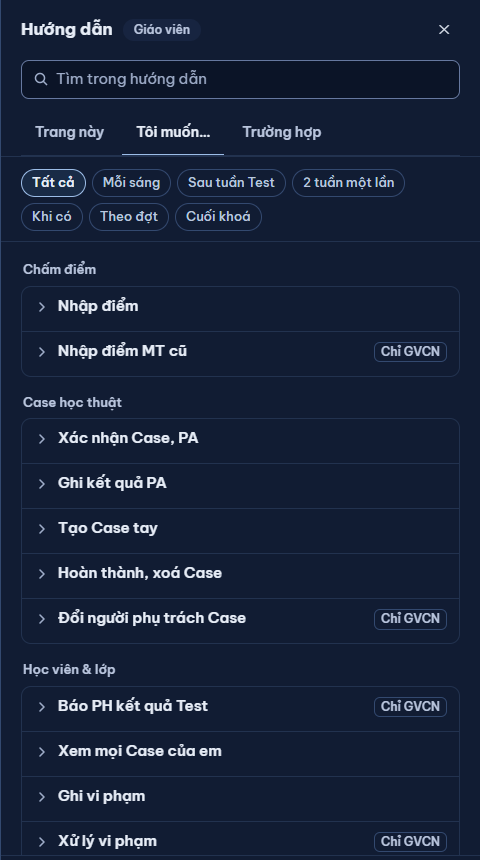 Hướng dẫn Giáo viên
Tìm trong hướng dẫn
Trang này Tôi muốn... Trường hợp
Tất cả Mỗi sáng Sau tuần Test 2 tuần một lần
Khi có Theo đợt Cuối khoá
Chấm điểm
Nhập điểm
Nhập điểm MT cũ Chỉ GVCN
Case học thuật
Xác nhận Case, PA
Ghi kết quả PA
Tạo Case tay
Hoàn thành, xoá Case
Đổi người phụ trách Case Chỉ GVCN
Học viên & lớp
Báo PH kết quả Test Chỉ GVCN
Xem mọi Case của em
Ghi vi phạm
Xử lý vi phạm Chỉ GVCN